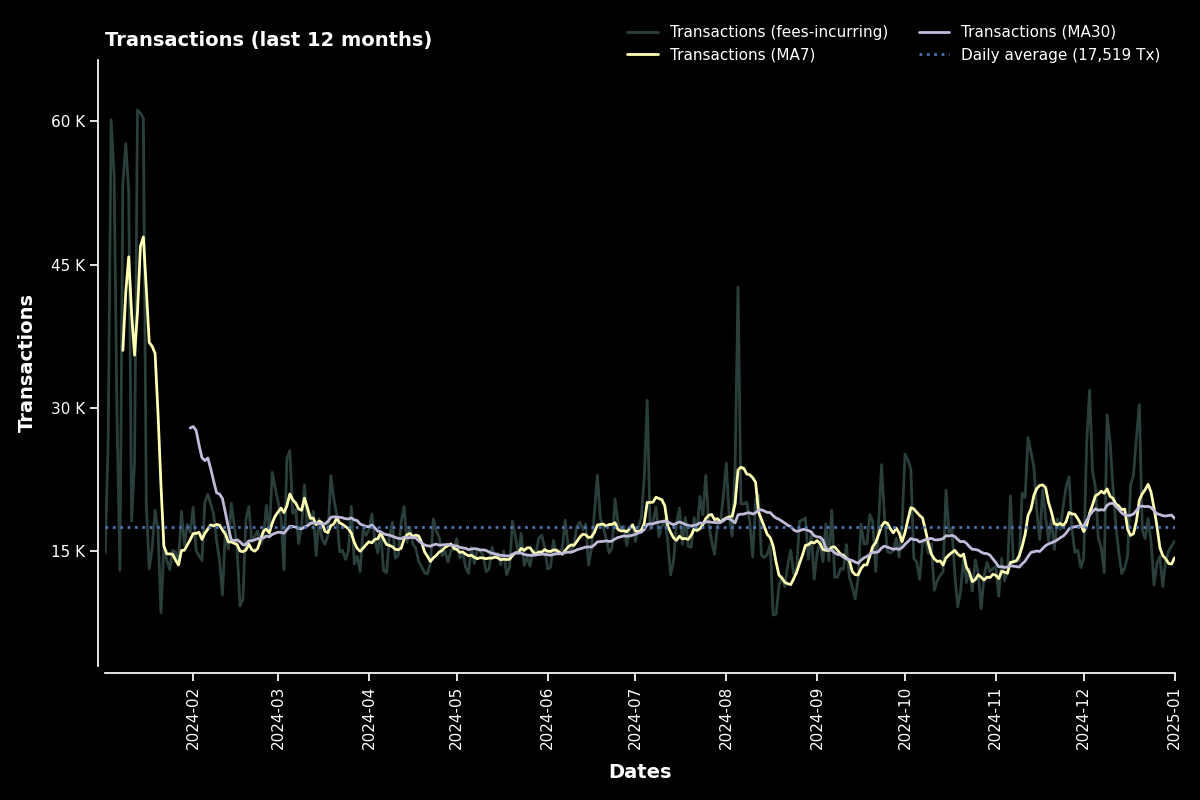 Transactions (last 12 months)
Transactions (fees-incurring)
Transactions (MA7)
Transactions (MA30)
Daily average (17,519 Tx)
Transactions
60 K
45 K
30 K
15 K
2024-02
2024-03
2024-04
2024-05
2024-06
2024-07
2024-08
2024-09
2024-10
2024-11
2024-12
2025-01
Dates